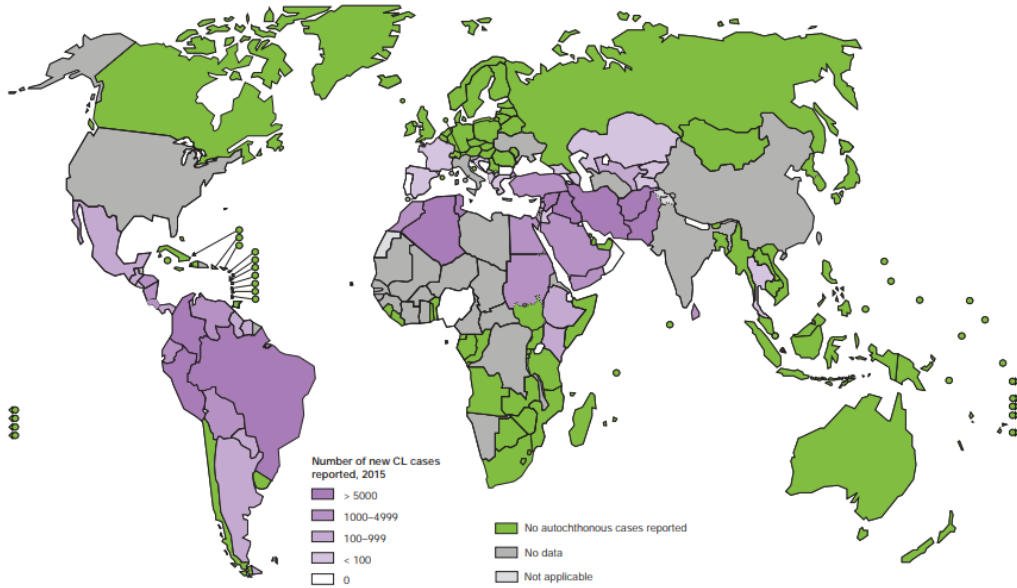 Number of new CL cases
reported, 2015
> 5000
1000–4999
100–999
< 100
0
No autochthonous cases reported
No data
Not applicable